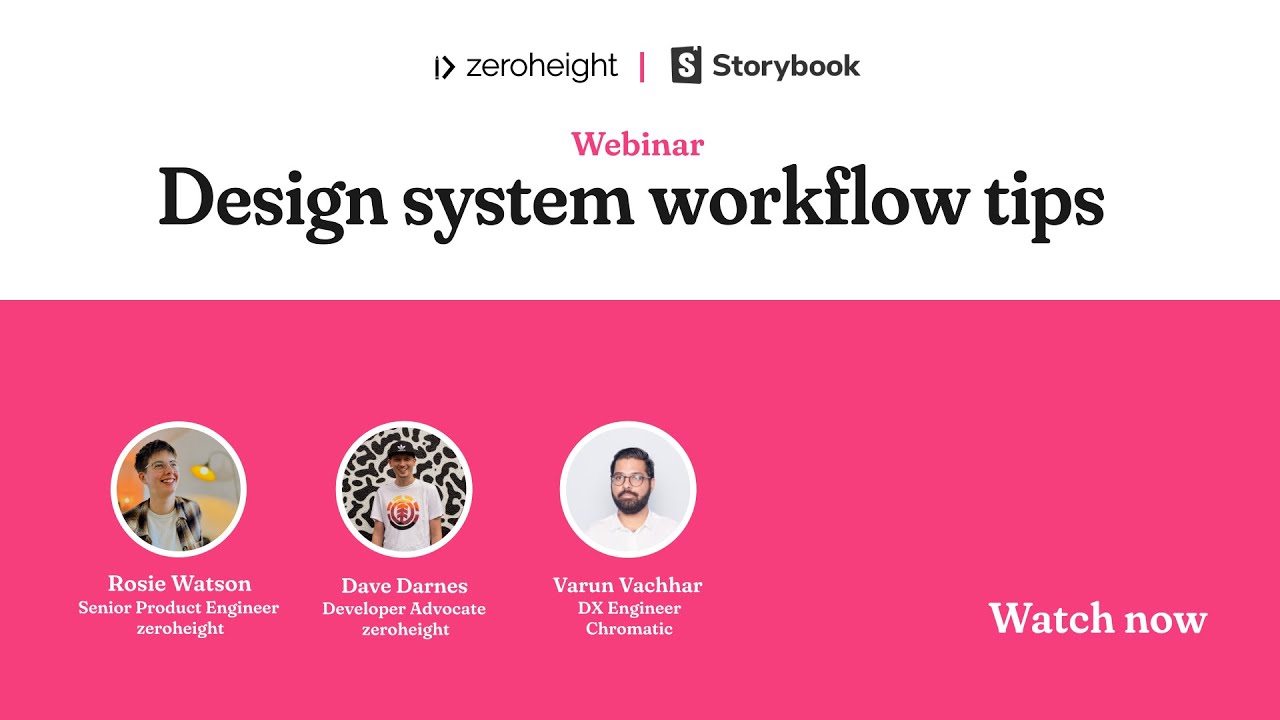 zeroheight | Storybook
Webinar
Design system workflow tips
Rosie Watson
Senior Product Engineer
zeroheight
Dave Darnes
Developer Advocate
zeroheight
Varun Vachhar
DX Engineer
Chromatic
Watch now